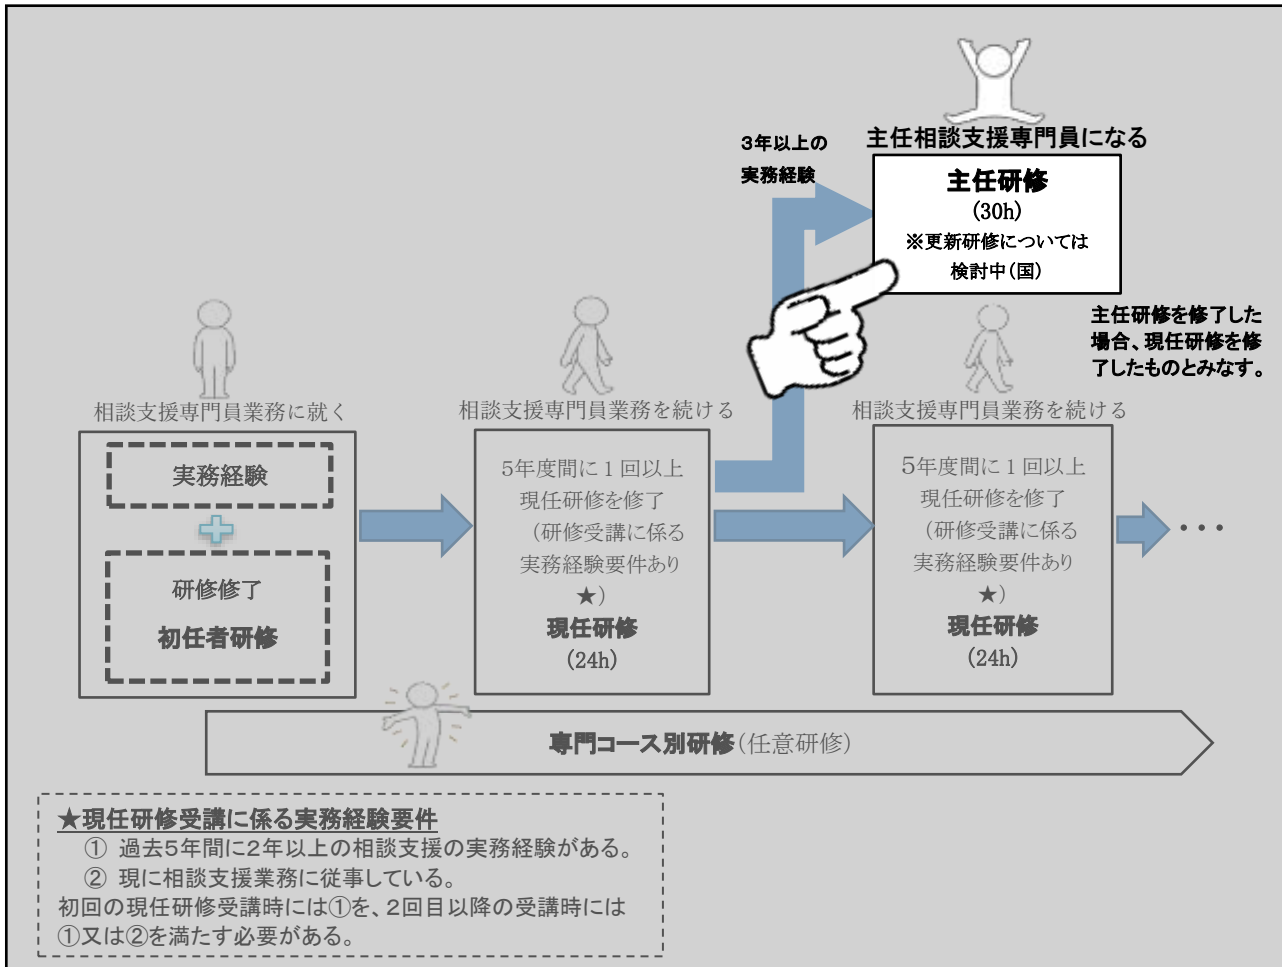 3年以上の
実務経験
主任相談支援専門員になる
主任研修
(30h)
※更新研修については
検討中(国)
主任研修を修了した
場合、現任研修を修
了したものとみなす。
相談支援専門員業務に就く
実務経験
研修修了
初任者研修
相談支援専門員業務を続ける
5年度間に1回以上
現任研修を修了
(研修受講に係る
実務経験要件あり
★)
現任研修
(24h)
相談支援専門員業務を続ける
5年度間に1回以上
現任研修を修了
(研修受講に係る
実務経験要件あり
★)
現任研修
(24h)
・・・
専門コース別研修(任意研修)
★現任研修受講に係る実務経験要件
① 過去5年間に2年以上の相談支援の実務経験がある。
② 現に相談支援業務に従事している。
初回の現任研修受講時には①を、2回目以降の受講時には
①又は②を満たす必要がある。